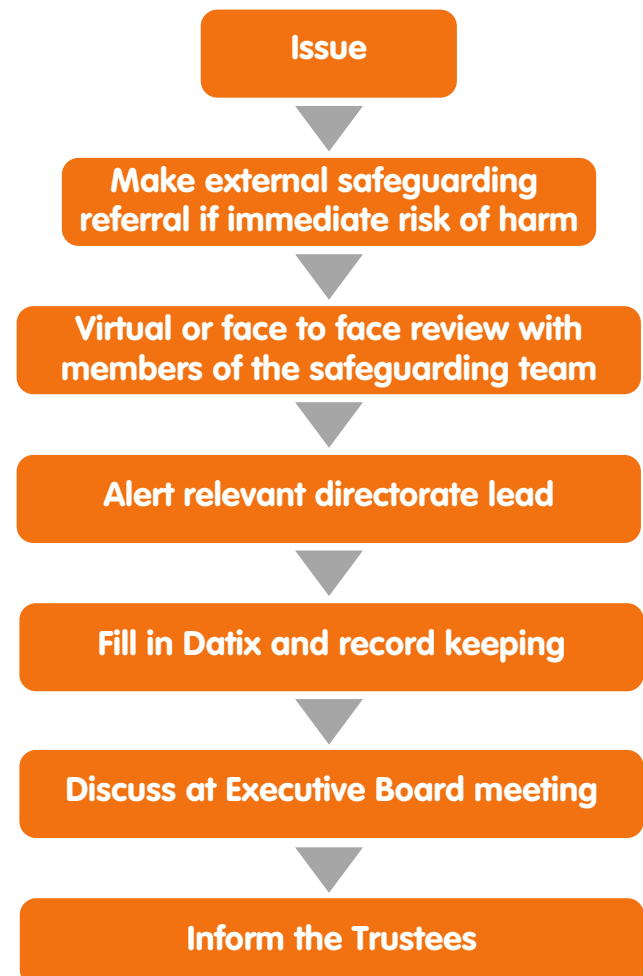 Issue
Make external safeguarding
referral if immediate risk of harm
Virtual or face to face review with
members of the safeguarding team
Alert relevant directorate lead
Fill in Datix and record keeping
Discuss at Executive Board meeting
Inform the Trustees